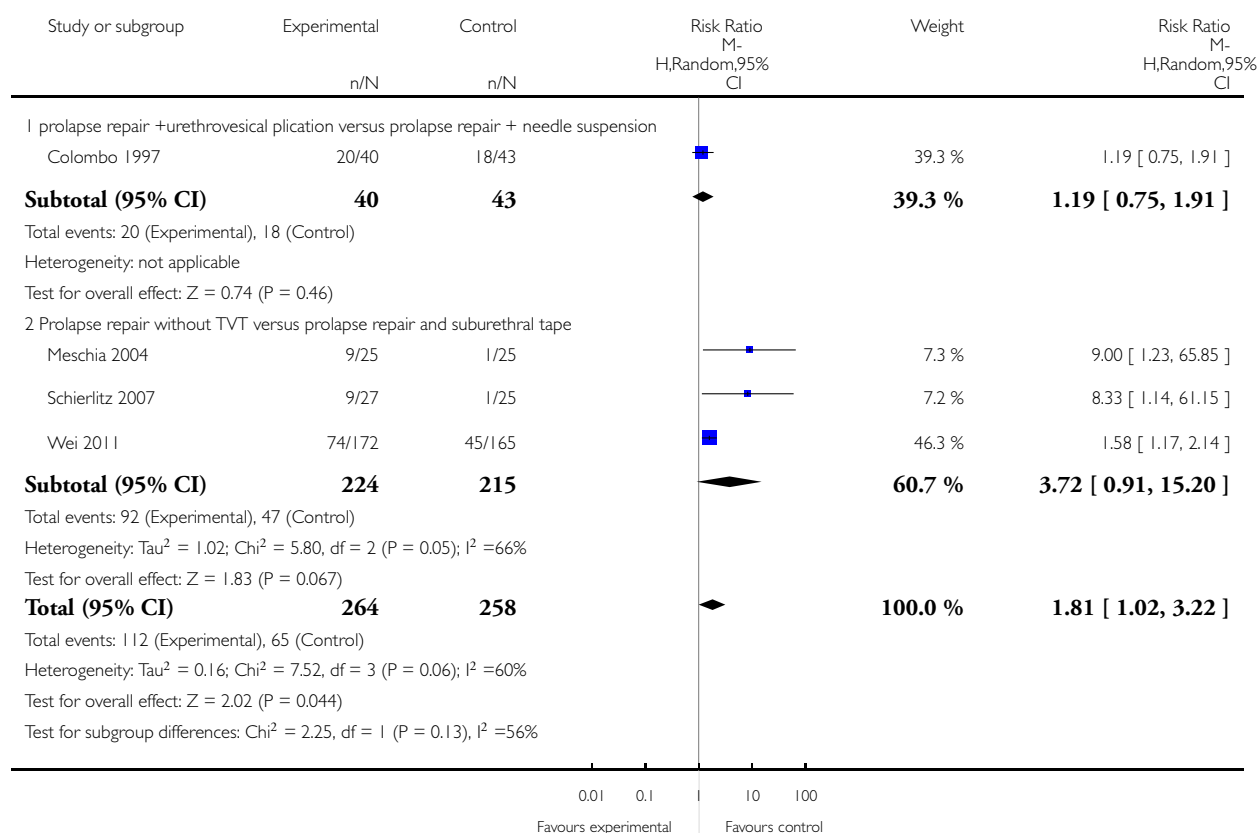 Study or subgroup Experimental Control Risk Ratio Weight Risk Ratio
M- M-
H,Random,95% H,Random,95%
n/N n/N CI CI
1 prolapse repair +urethrovesical plication versus prolapse repair + needle suspension
Colombo 1997 20/40 18/43 39.3 % 1.19 [ 0.75, 1.91 ]
Subtotal (95% CI) 40 43 39.3 % 1.19 [ 0.75, 1.91 ]
Total events: 20 (Experimental), 18 (Control)
Heterogeneity: not applicable
Test for overall effect: Z = 0.74 (P = 0.46)
2 Prolapse repair without TVT versus prolapse repair and suburethral tape
Meschia 2004 9/25 1/25 7.3 % 9.00 [ 1.23, 65.85 ]
Schierlitz 2007 9/27 1/25 7.2 % 8.33 [ 1.14, 61.15 ]
Wei 2011 74/172 45/165 46.3 % 1.58 [ 1.17, 2.14 ]
Subtotal (95% CI) 224 215 60.7 % 3.72 [ 0.91, 15.20 ]
Total events: 92 (Experimental), 47 (Control)
Heterogeneity: Tau² = 1.02; Chi² = 5.80, df = 2 (P = 0.05); I² =66%
Test for overall effect: Z = 1.83 (P = 0.067)
Total (95% CI) 264 258 100.0 % 1.81 [ 1.02, 3.22 ]
Total events: 112 (Experimental), 65 (Control)
Heterogeneity: Tau² = 0.16; Chi² = 7.52, df = 3 (P = 0.06); I² =60%
Test for overall effect: Z = 2.02 (P = 0.044)
Test for subgroup differences: Chi² = 2.25, df = 1 (P = 0.13), I² =56%
0.01 0.1 1 10 100
Favours experimental Favours control